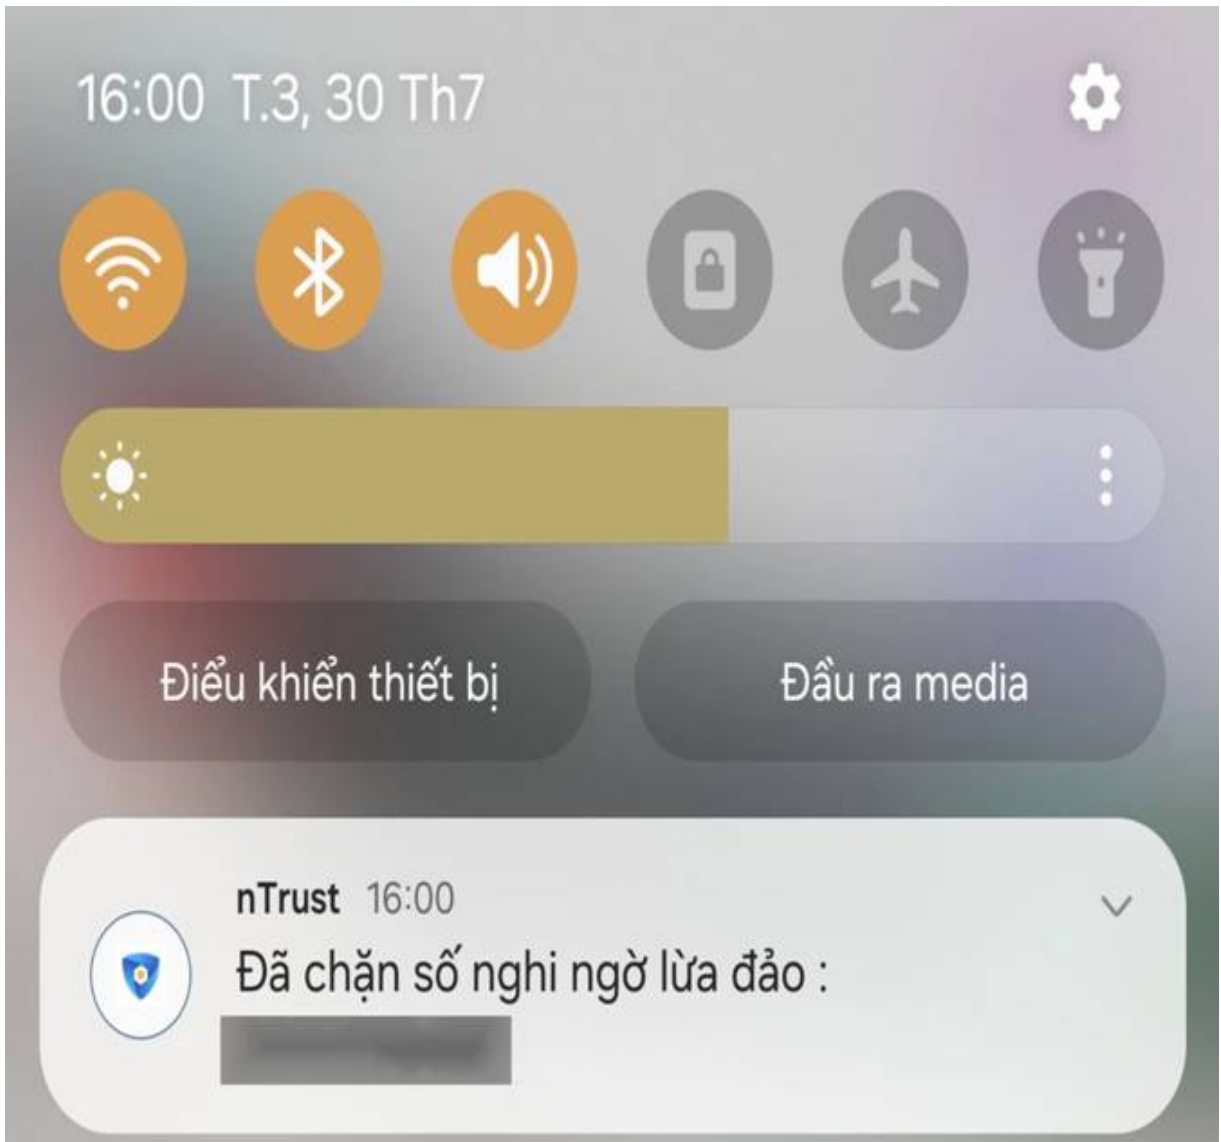 16:00 T.3, 30 Th7
Điểu khiển thiết bị Đầu ra media
nTrust 16:00
Đã chặn số nghi ngờ lừa đảo :